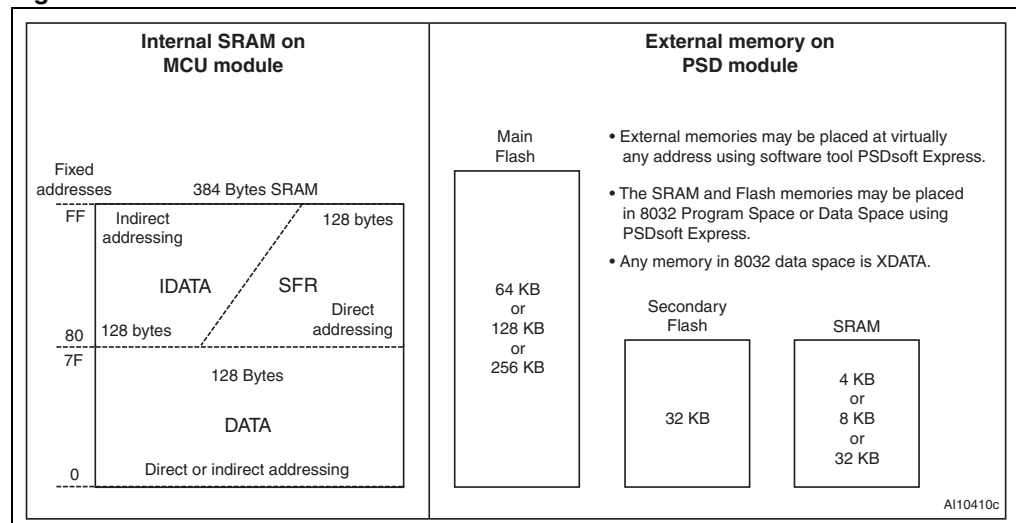 Internal SRAM on
MCU module
Fixed
addresses
384 Bytes SRAM
FF
Indirect
addressing
128 bytes
IDATA
SFR
Direct
addressing
80
128 bytes
7F
128 Bytes
DATA
0
Direct or indirect addressing
External memory on
PSD module
Main
Flash
64 KB
or
128 KB
or
256 KB
• External memories may be placed at virtually
any address using software tool PSDsoft Express.
• The SRAM and Flash memories may be placed
in 8032 Program Space or Data Space using
PSDsoft Express.
• Any memory in 8032 data space is XDATA.
Secondary
Flash
32 KB
SRAM
4 KB
or
8 KB
or
32 KB
AI10410c